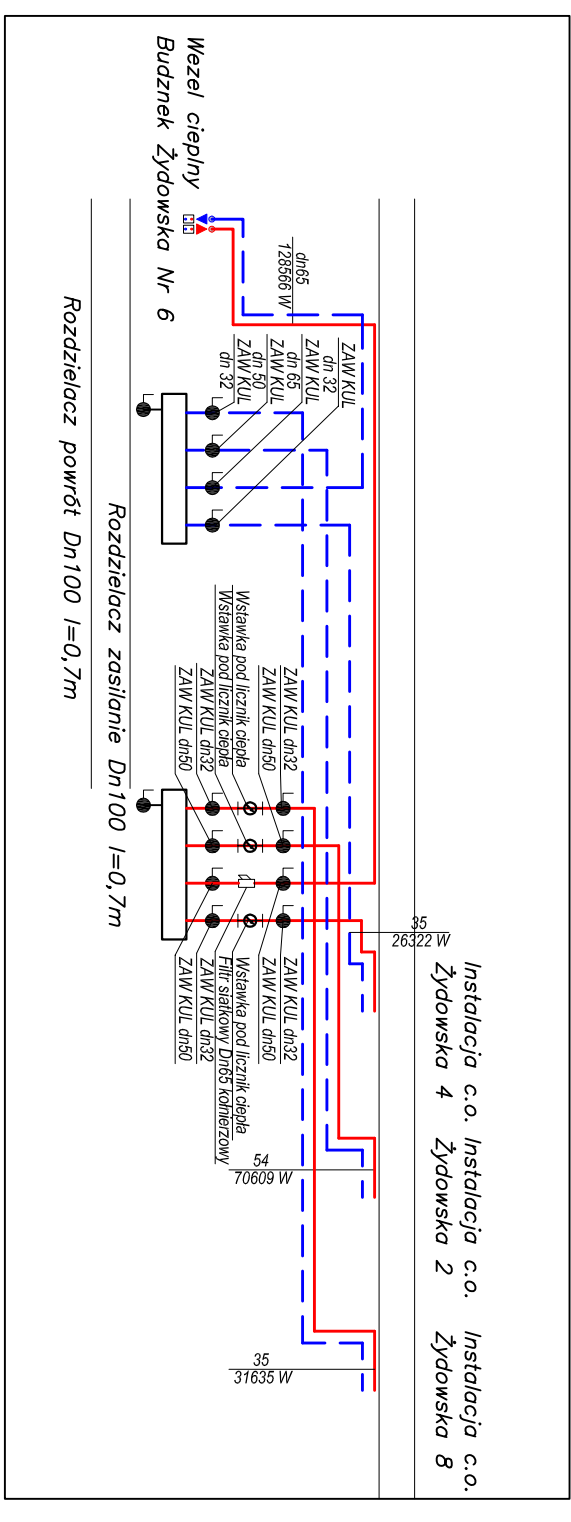 Wezel cieplny
Budznek Żydowska Nr 6
dn65
128566 W
ZAW KUL
dn 32
ZAW KUL
dn 65
ZAW KUL
dn 50
ZAW KUL
dn 32
Rozdzielacz powrót Dn100 l=0,7m
Rozdzielacz zasilanie Dn100 l=0,7m
Wstawka pod licznik ciepła
Wstawka pod licznik ciepła
ZAW KUL dn32
ZAW KUL dn50
ZAW KUL dn32
ZAW KUL dn50
ZAW KUL dn32
ZAW KUL dn50
Wstawka pod licznik ciepła
Filtr siatkowy Dn65 kołnierzowy
ZAW KUL dn32
ZAW KUL dn50
35
26322 W
Instalacja c.o.
Żydowska 4
54
70609 W
Instalacja c.o.
Żydowska 2
35
31635 W
Instalacja c.o.
Żydowska 8